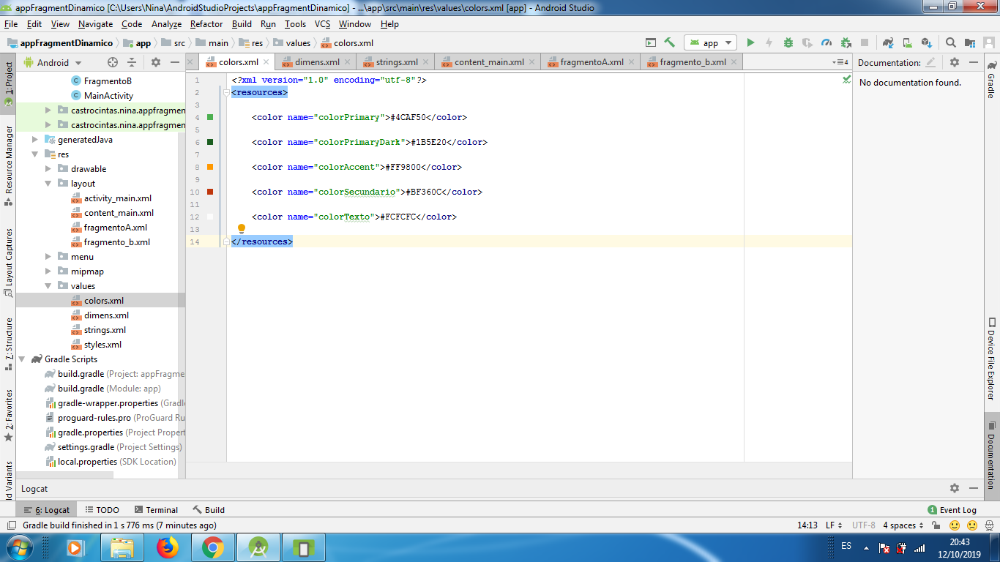 appFragmentDinamico [C:\Users\Nina\AndroidStudioProjects\appFragmentDinamico] - ...\app\src\main\res\values\colors.xml [app] - Android Studio
File Edit View Navigate Code Analyze Refactor Build Run Tools VCS Window Help
appFragmentDinamico app src main res values colors.xml
app
1: Project
Resource Manager
Layout Captures
7: Structure
2: Favorites
ld Variants
Android
FragmentoB
MainActivity
castrocintas.nina.appfragmen
castrocintas.nina.appfragmen
generatedJava
res
drawable
layout
activity_main.xml
content_main.xml
fragmentoA.xml
fragmento_b.xml
menu
mipmap
values
colors.xml
dimens.xml
strings.xml
styles.xml
Gradle Scripts
build.gradle (Project: appFragme
build.gradle (Module: app)
gradle-wrapper.properties (Gradl
proguard-rules.pro (ProGuard Ru
gradle.properties (Project Propert
settings.gradle (Project Settings)
local.properties (SDK Location)
colors.xml dimens.xml strings.xml content_main.xml fragmentoA.xml fragmento_b.xml
4
1 <?xml version="1.0" encoding="utf-8"?>
2 <resources>
3
4 <color name="colorPrimary">#4CAF50</color>
5
6 <color name="colorPrimaryDark">#1B5E20</color>
7
8 <color name="colorAccent">#FF9800</color>
9
10 <color name="colorSecundario">#BF360C</color>
11
12 <color name="colorTexto">#FCFCFC</color>
13
14 </resources>
Documentation:
No documentation found.
Gradle
Device File Explorer
Documentation
Logcat
6: Logcat TODO Terminal Build
1 Event Log
Gradle build finished in 1 s 776 ms (7 minutes ago)
14:13 LF UTF-8 4 spaces
ES
20:43
12/10/2019